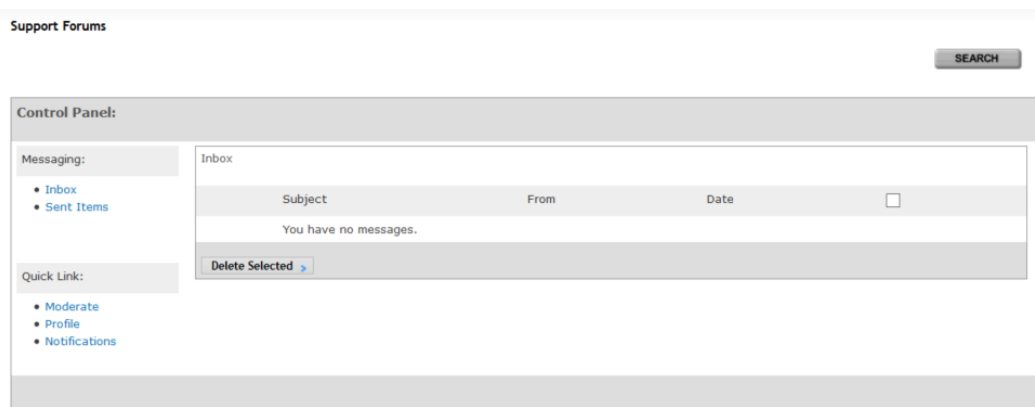 Support Forums
SEARCH
Control Panel:
Messaging:
Inbox
Sent Items
Quick Link:
Moderate
Profile
Notifications
Inbox
Subject From Date
You have no messages.
Delete Selected